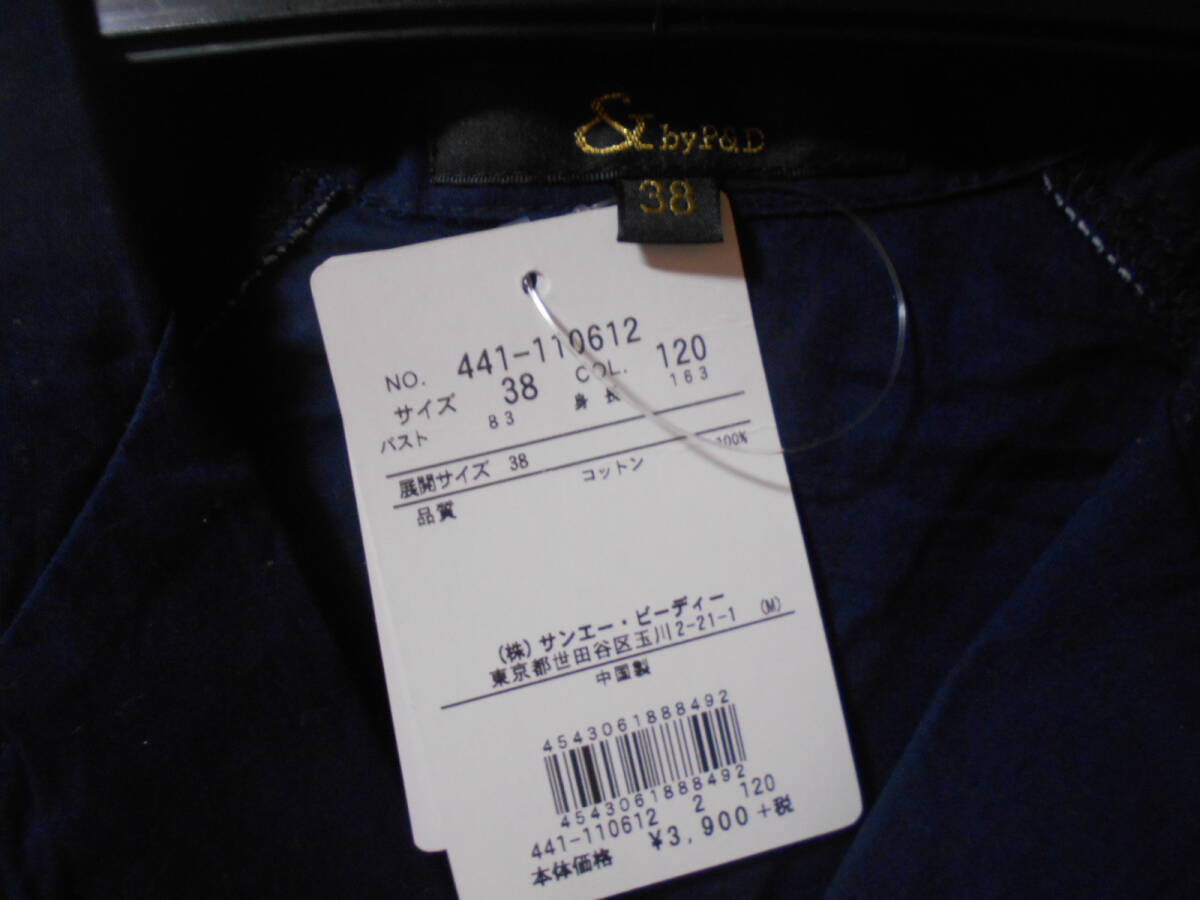 & by P&D
38
NO. 441-110612
サイズ 38 COL. 120
バスト 83 身長 163
展開サイズ 38
品質 コットン 100%
(株)サンエー・ビーディー
東京都世田谷区玉川2-21-1 (M)
中国製
4543061888492
4543061888492
441-110612 2 120
本体価格 ¥3,900+税